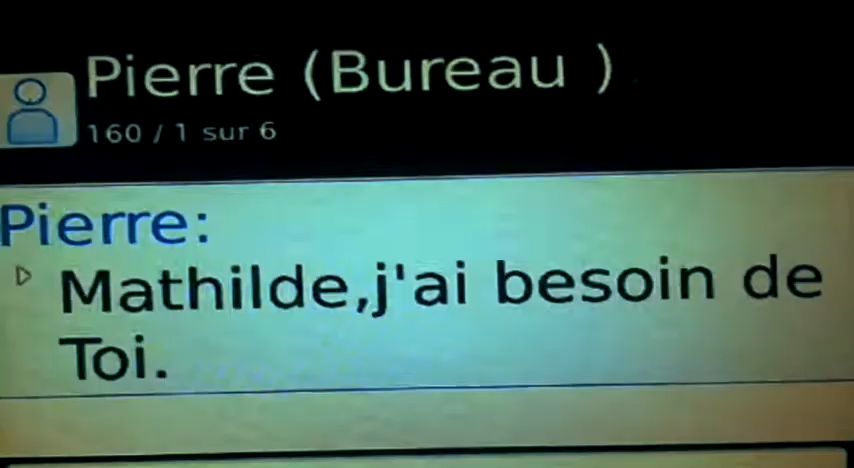 Pierre (Bureau )
160 / 1 sur 6
Pierre:
Mathilde,j'ai besoin de
Toi.